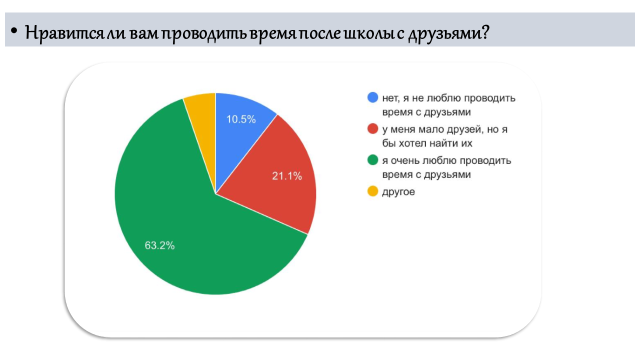 • Нравится ли вам проводить время после школы с друзьями?
нет, я не люблю проводить
время с друзьями
у меня мало друзей, но я
бы хотел найти их
я очень люблю проводить
время с друзьями
другое
10.5%
21.1%
63.2%